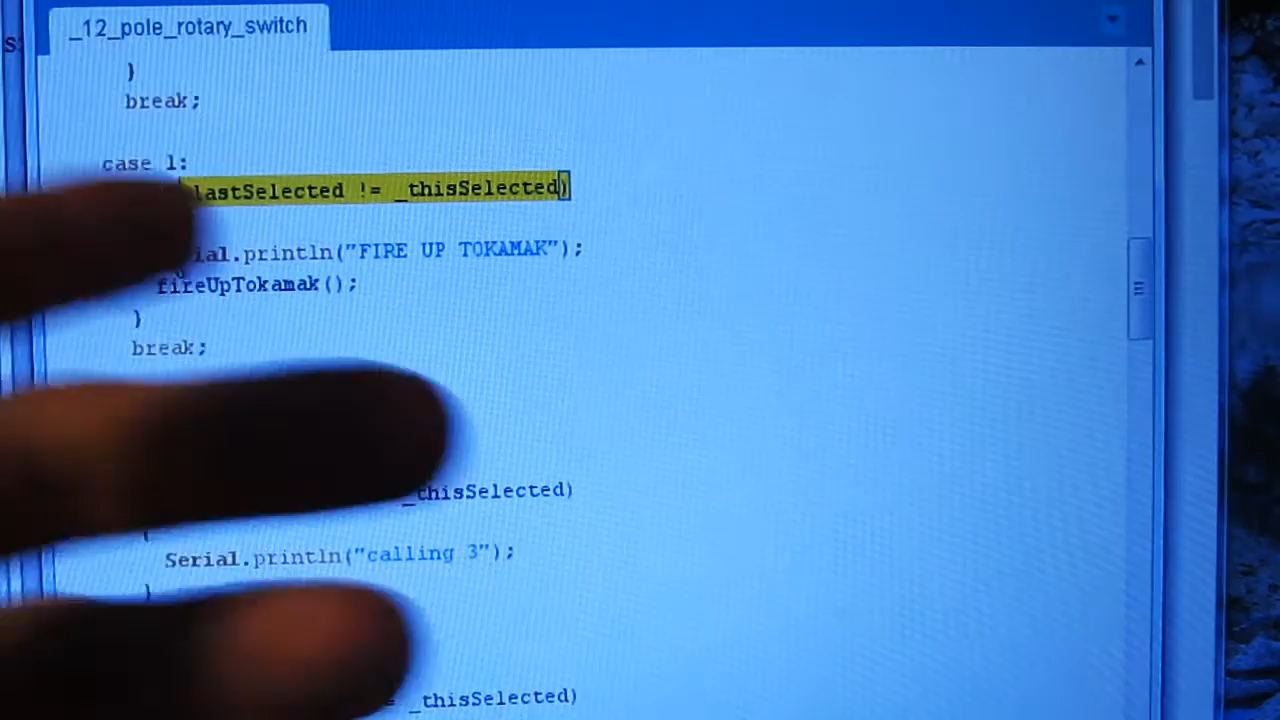 _12_pole_rotary_switch
}
break;
case 1:
lastSelected != _thisSelected)
ial.println("FIRE UP TOKAMAK");
fireUpTokamak();
}
break;
_thisSelected)
{
Serial.println("calling 3");
}
= _thisSelected)